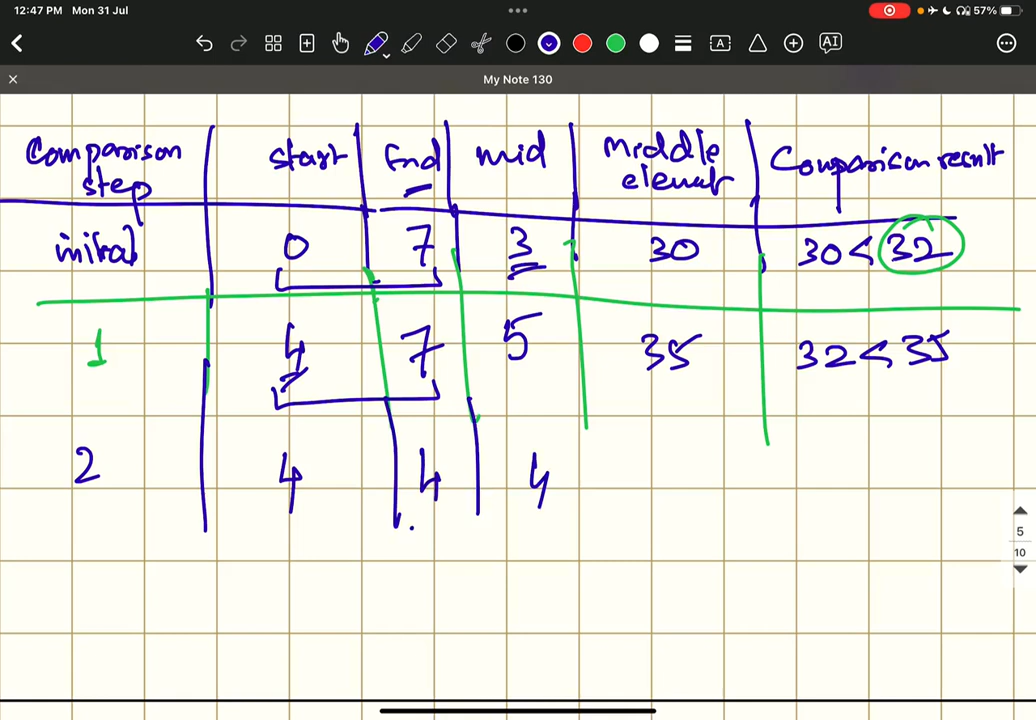 12:47 PM Mon 31 Jul
57%
A
AI
My Note 130
Comparison step
start
End
mid
Middle element
Comparison result
initial
0
7
3
30
30 < 32
1
4
7
5
35
32 < 35
2
4
4
4
5
10